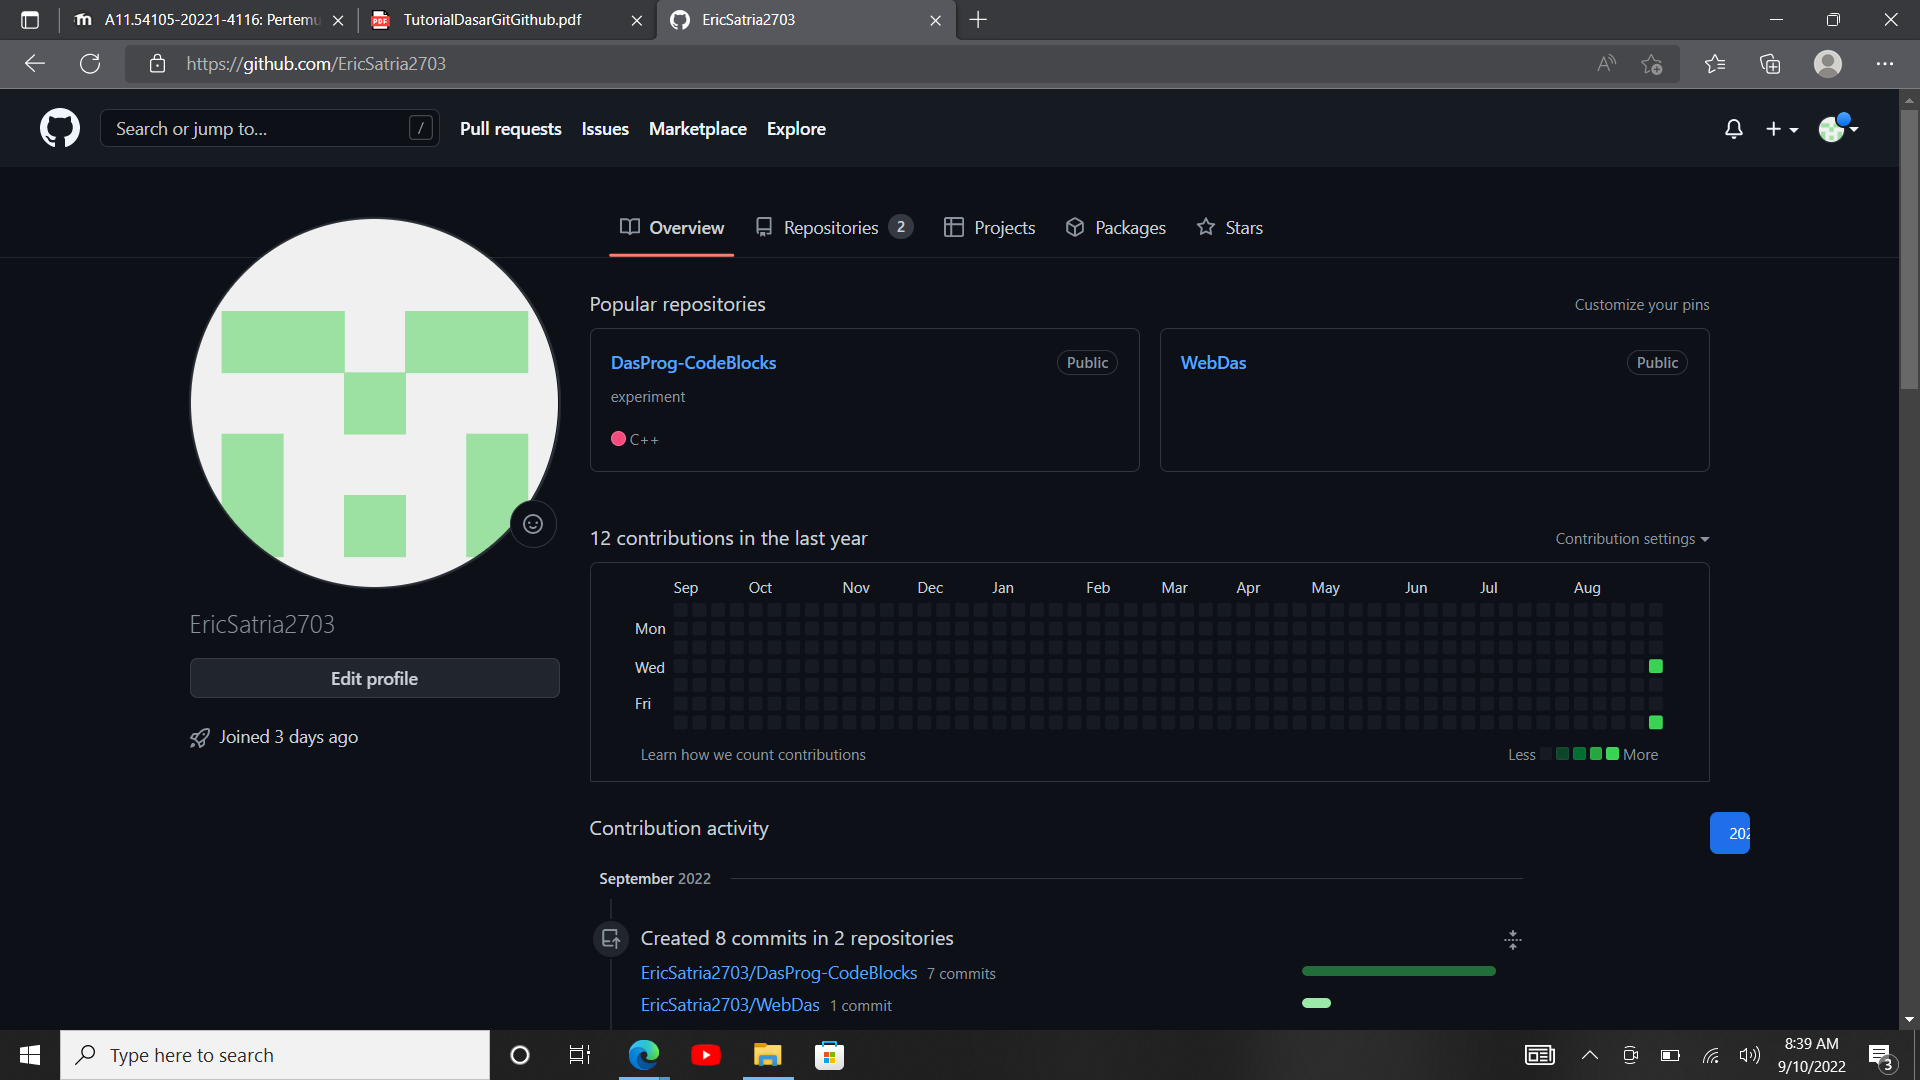 A11.54105-20221-4116: Pertemu
TutorialDasarGitGithub.pdf
EricSatria2703
https://github.com/EricSatria2703
Search or jump to...
/
Pull requests
Issues
Marketplace
Explore
Overview
Repositories 2
Projects
Packages
Stars
Popular repositories
Customize your pins
DasProg-CodeBlocks
Public
experiment
C++
WebDas
Public
12 contributions in the last year
Contribution settings
Sep Oct Nov Dec Jan Feb Mar Apr May Jun Jul Aug
Mon
Wed
Fri
Learn how we count contributions
Less
More
EricSatria2703
Edit profile
Joined 3 days ago
Contribution activity
202
September 2022
Created 8 commits in 2 repositories
EricSatria2703/DasProg-CodeBlocks 7 commits
EricSatria2703/WebDas 1 commit
Type here to search
8:39 AM
9/10/2022
3